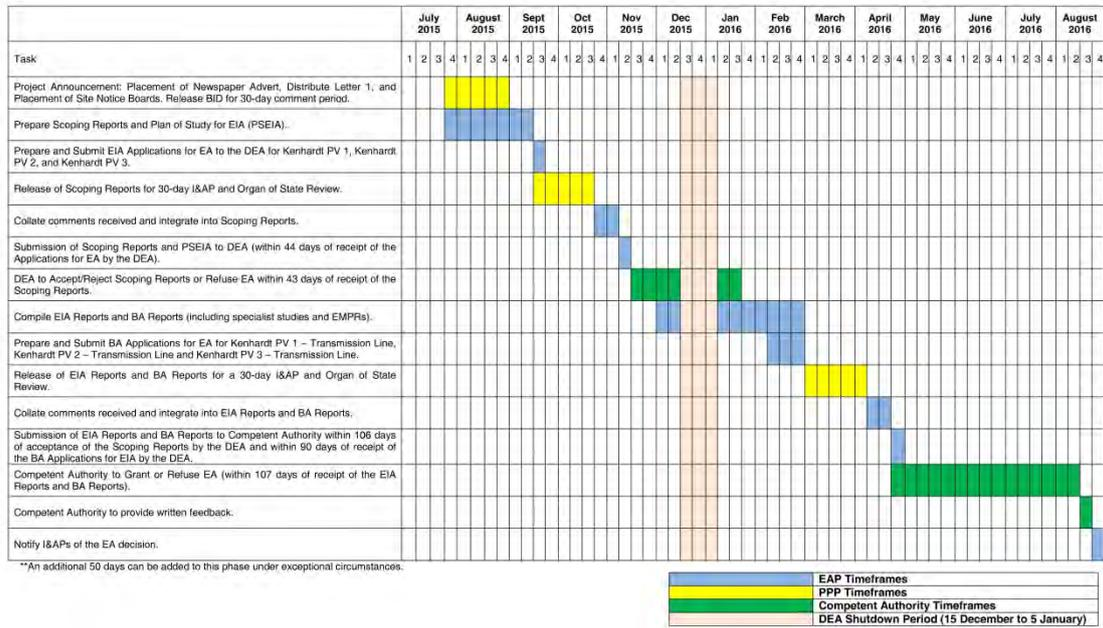 July 2015 August 2015 Sept 2015 Oct 2015 Nov 2015 Dec 2015 Jan 2016 Feb 2016 March 2016 April 2016 May 2016 June 2016 July 2016 August 2016
Task 1 2 3 4 1 2 3 4 1 2 3 4 1 2 3 4 1 2 3 4 1 2 3 4 1 2 3 4 1 2 3 4 1 2 3 4 1 2 3 4 1 2 3 4 1 2 3 4 1 2 3 4 1 2 3 4
Project Announcement: Placement of Newspaper Advert, Distribute Letter 1, and
Placement of Site Notice Boards. Release BID for 30-day comment period.
Prepare Scoping Reports and Plan of Study for EIA (PSEIA).
Prepare and Submit EIA Applications for EA to the DEA for Kenhardt PV 1, Kenhardt
PV 2, and Kenhardt PV 3.
Release of Scoping Reports for 30-day I&AP and Organ of State Review.
Collate comments received and integrate into Scoping Reports.
Submission of Scoping Reports and PSEIA to DEA (within 44 days of receipt of the
Applications for EA by the DEA).
DEA to Accept/Reject Scoping Reports or Refuse EA within 43 days of receipt of the
Scoping Reports.
Compile EIA Reports and BA Reports (including specialist studies and EMPRs).
Prepare and Submit BA Applications for EA for Kenhardt PV 1 – Transmission Line,
Kenhardt PV 2 – Transmission Line and Kenhardt PV 3 – Transmission Line.
Release of EIA Reports and BA Reports for a 30-day I&AP and Organ of State
Review.
Collate comments received and integrate into EIA Reports and BA Reports.
Submission of EIA Reports and BA Reports to Competent Authority within 106 days
of acceptance of the Scoping Reports by the DEA and within 90 days of receipt of
the BA Applications for EIA by the DEA.
Competent Authority to Grant or Refuse EA (within 107 days of receipt of the EIA
Reports and BA Reports).
Competent Authority to provide written feedback.
Notify I&APs of the EA decision.
**An additional 50 days can be added to this phase under exceptional circumstances.
EAP Timeframes
PPP Timeframes
Competent Authority Timeframes
DEA Shutdown Period (15 December to 5 January)